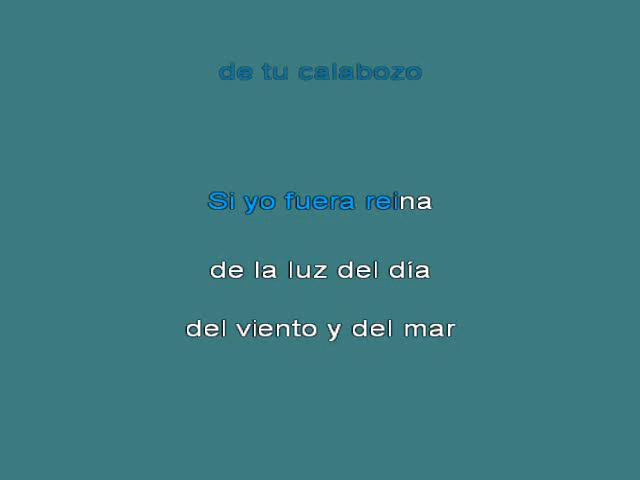 de tu calabozo
Si yo fuera reina
de la luz del día
del viento y del mar